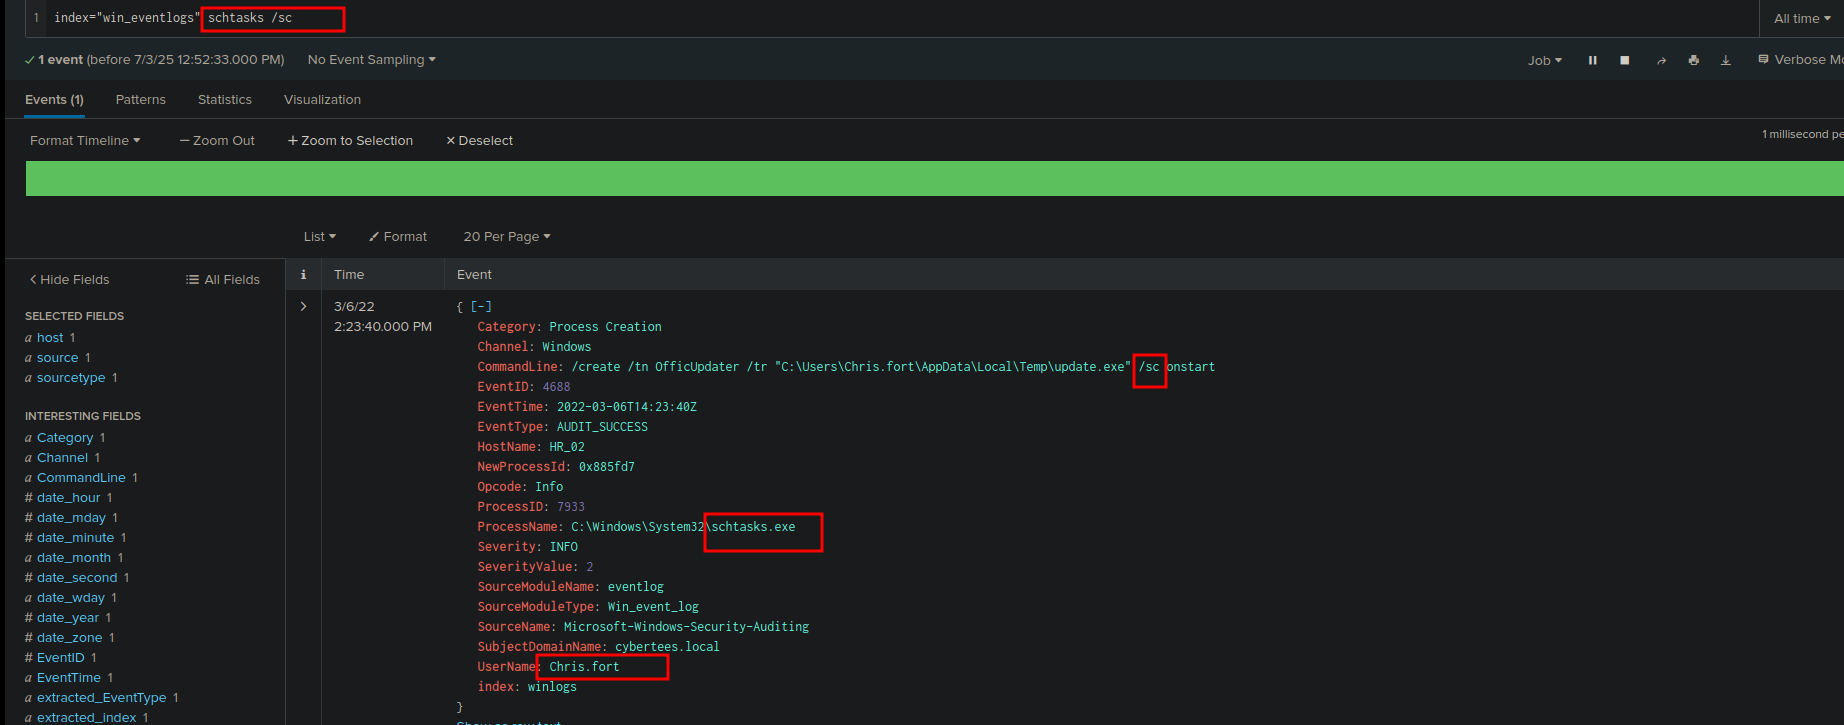 1 index="win_eventlogs" schtasks /sc All time
1 event (before 7/3/25 12:52:33.000 PM) No Event Sampling Job Verbose Mo
Events (1) Patterns Statistics Visualization
Format Timeline − Zoom Out + Zoom to Selection × Deselect 1 millisecond pe
List Format 20 Per Page
< Hide Fields All Fields i Time Event
SELECTED FIELDS
a host 1
a source 1
a sourcetype 1
INTERESTING FIELDS
a Category 1
a Channel 1
a CommandLine 1
# date_hour 1
# date_mday 1
# date_minute 1
# date_month 1
# date_second 1
a date_wday 1
# date_year 1
# date_zone 1
# EventID 1
a EventTime 1
a extracted_EventType 1
a extracted_index 1
> 3/6/22
2:23:40.000 PM
{ [-]
Category: Process Creation
Channel: Windows
CommandLine: /create /tn OfficUpdater /tr "C:\Users\Chris.fort\AppData\Local\Temp\update.exe" /sc onstart
EventID: 4688
EventTime: 2022-03-06T14:23:40Z
EventType: AUDIT_SUCCESS
HostName: HR_02
NewProcessId: 0x885fd7
Opcode: Info
ProcessID: 7933
ProcessName: C:\Windows\System32\schtasks.exe
Severity: INFO
SeverityValue: 2
SourceModuleName: eventlog
SourceModuleType: Win_event_log
SourceName: Microsoft-Windows-Security-Auditing
SubjectDomainName: cybertees.local
UserName: Chris.fort
index: winlogs
}